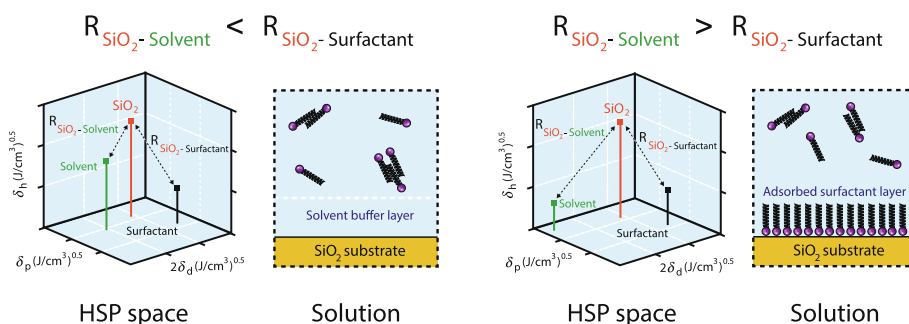 R SiO₂- Solvent < R SiO₂- Surfactant
SiO₂
R SiO₂- Solvent
R SiO₂- Surfactant
Solvent
Surfactant
δₕ(J/cm³)⁰·⁵
δₚ(J/cm³)⁰·⁵
2δ_d(J/cm³)⁰·⁵
HSP space
Solvent buffer layer
SiO₂ substrate
Solution
R SiO₂- Solvent > R SiO₂- Surfactant
SiO₂
R SiO₂- Solvent
R SiO₂- Surfactant
Solvent
Surfactant
δₕ(J/cm³)⁰·⁵
δₚ(J/cm³)⁰·⁵
2δ_d(J/cm³)⁰·⁵
HSP space
Adsorbed surfactant layer
SiO₂ substrate
Solution